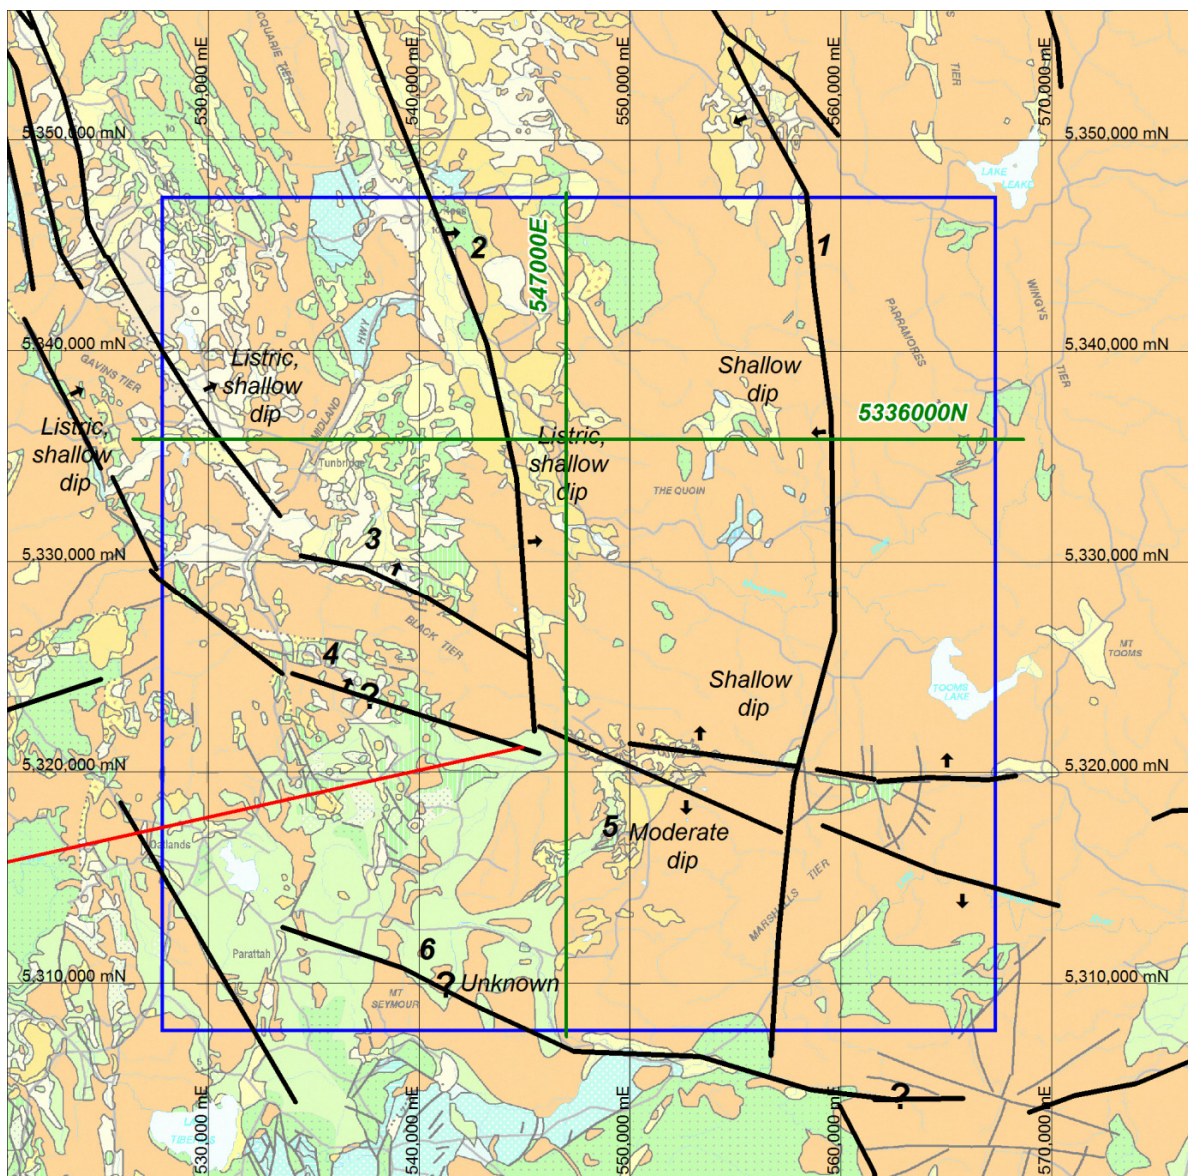 530,000 mE
540,000 mE
550,000 mE
560,000 mE
570,000 mE
TIER
TIER
5,350,000 mN
5,350,000 mN
LAKE
LEAKE
2
547000E
1
PARRAMORES
WINGYS
TIER
5,340,000 mN
5,340,000 mN
HWY
GAVINS TIER
Listric,
shallow
dip
Shallow
dip
MIDLAND
5336000N
Listric,
shallow
dip
Listric,
shallow
dip
Tunbridge
THE QUOIN
5,330,000 mN
5,330,000 mN
3
BLACK TIER
MT
TOOMS
4
?
Shallow
dip
TOOMS
LAKE
5,320,000 mN
5,320,000 mN
5
Moderate
dip
Oatlands
MARSHALLS TIER
Parattah
6
5,310,000 mN
5,310,000 mN
? Unknown
MT
SEYMOUR
?
530,000 mE
540,000 mE
550,000 mE
560,000 mE
570,000 mE